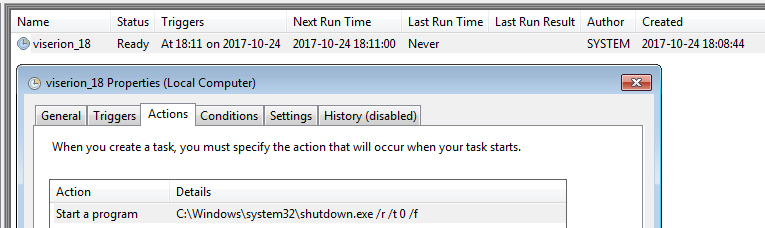 Name Status Triggers Next Run Time Last Run Time Last Run Result Author Created
viserion_18 Ready At 18:11 on 2017-10-24 2017-10-24 18:11:00 Never SYSTEM 2017-10-24 18:08:44
viserion_18 Properties (Local Computer)
General Triggers Actions Conditions Settings History (disabled)
When you create a task, you must specify the action that will occur when your task starts.
Action Details
Start a program C:\Windows\system32\shutdown.exe /r /t 0 /f